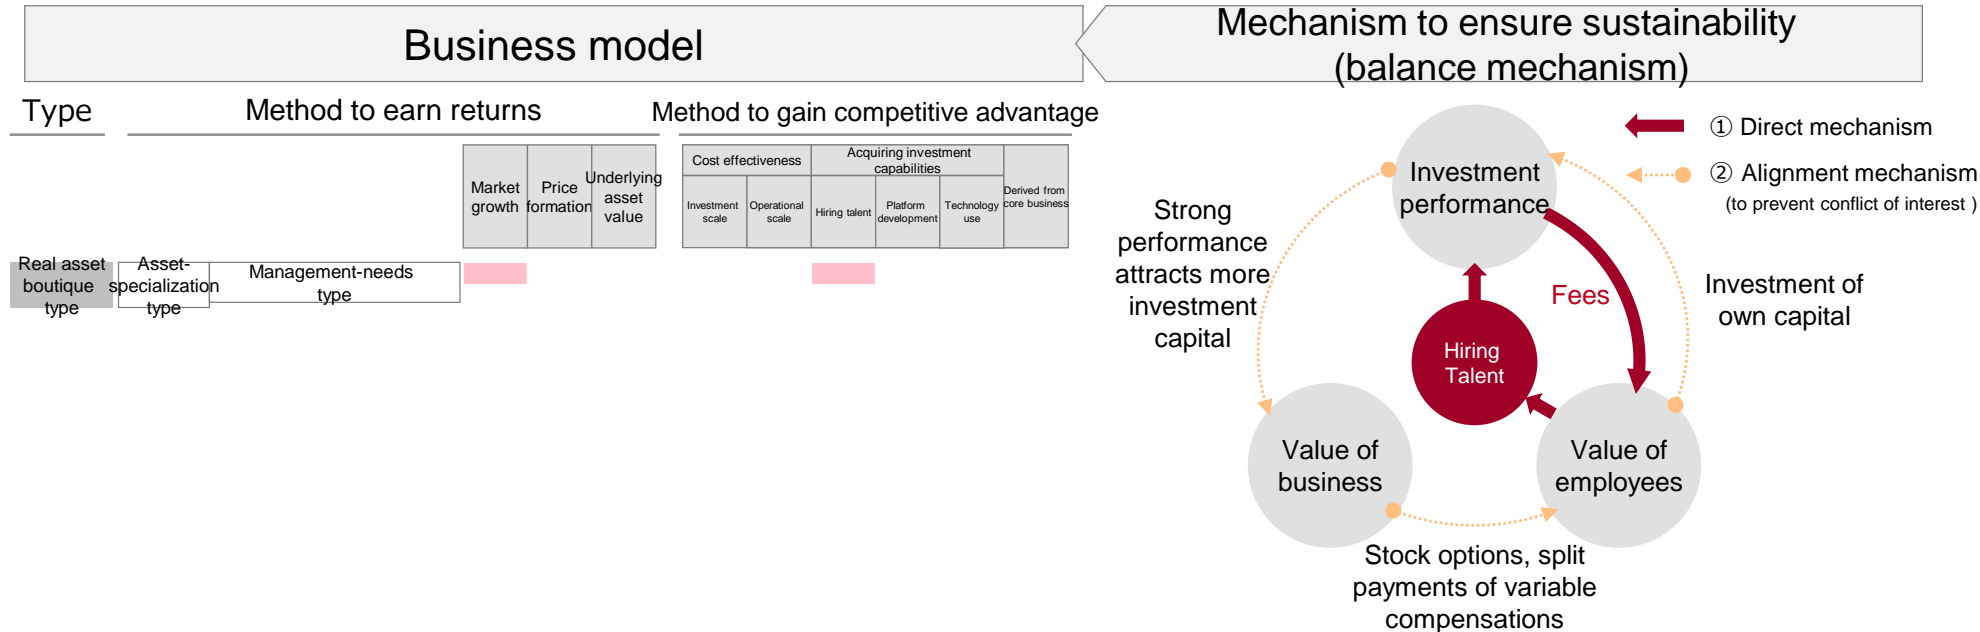 Business model
Mechanism to ensure sustainability
(balance mechanism)
Type
Method to earn returns
Method to gain competitive advantage
Market
growth
Price
formation
Underlying
asset
value
Cost effectiveness
Acquiring investment
capabilities
Investment
scale
Operational
scale
Hiring talent
Platform
development
Technology
use
Derived from
core business
Real asset
boutique
type
Asset-
specialization
type
Management-needs
type
① Direct mechanism
② Alignment mechanism
(to prevent conflict of interest )
Investment
performance
Strong
performance
attracts more
investment
capital
Fees
Investment of
own capital
Hiring
Talent
Value of
business
Value of
employees
Stock options, split
payments of variable
compensations